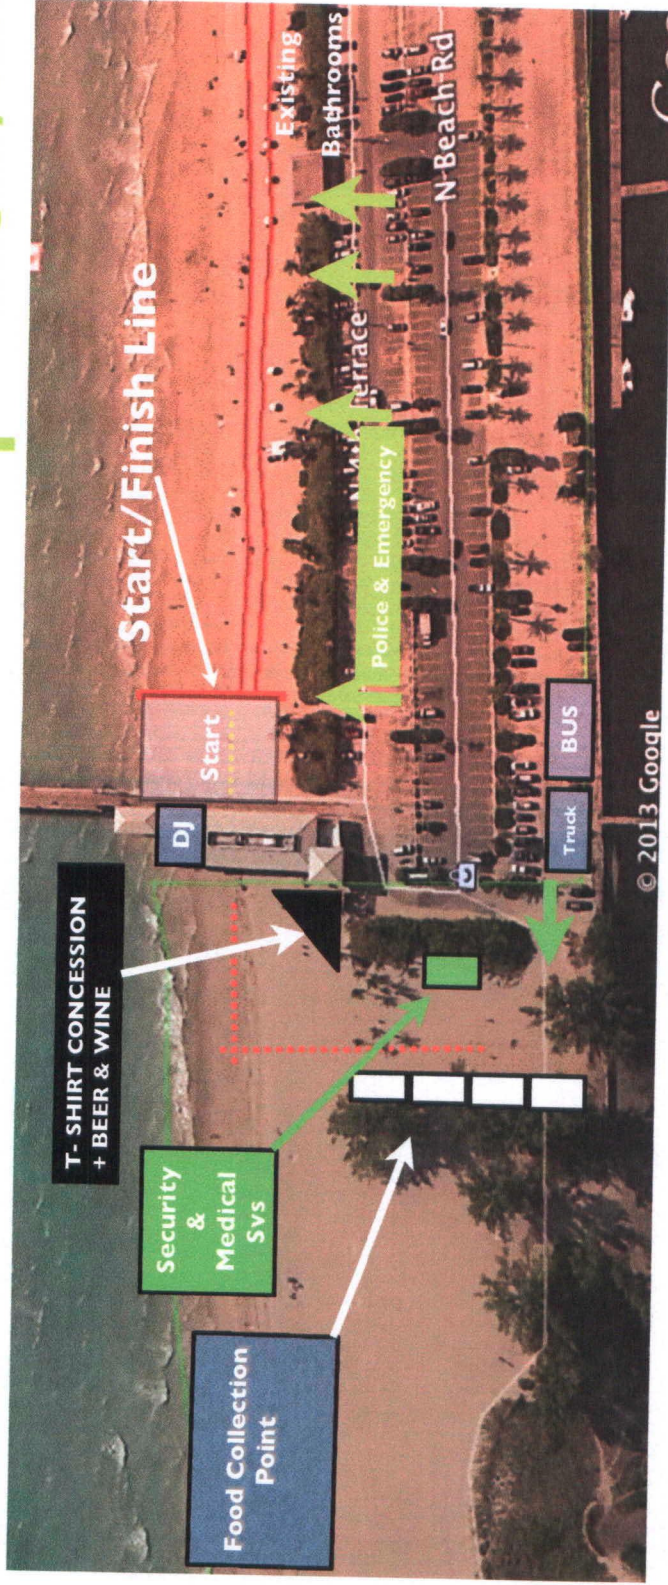 Existing
Bathrooms
N Beach Rd
Start/Finish Line
Terrace
Police & Emergency
Start
DJ
BUS
Truck
T- SHIRT CONCESSION
+ BEER & WINE
Security
&
Medical
Svs
Food Collection
Point
© 2013 Google